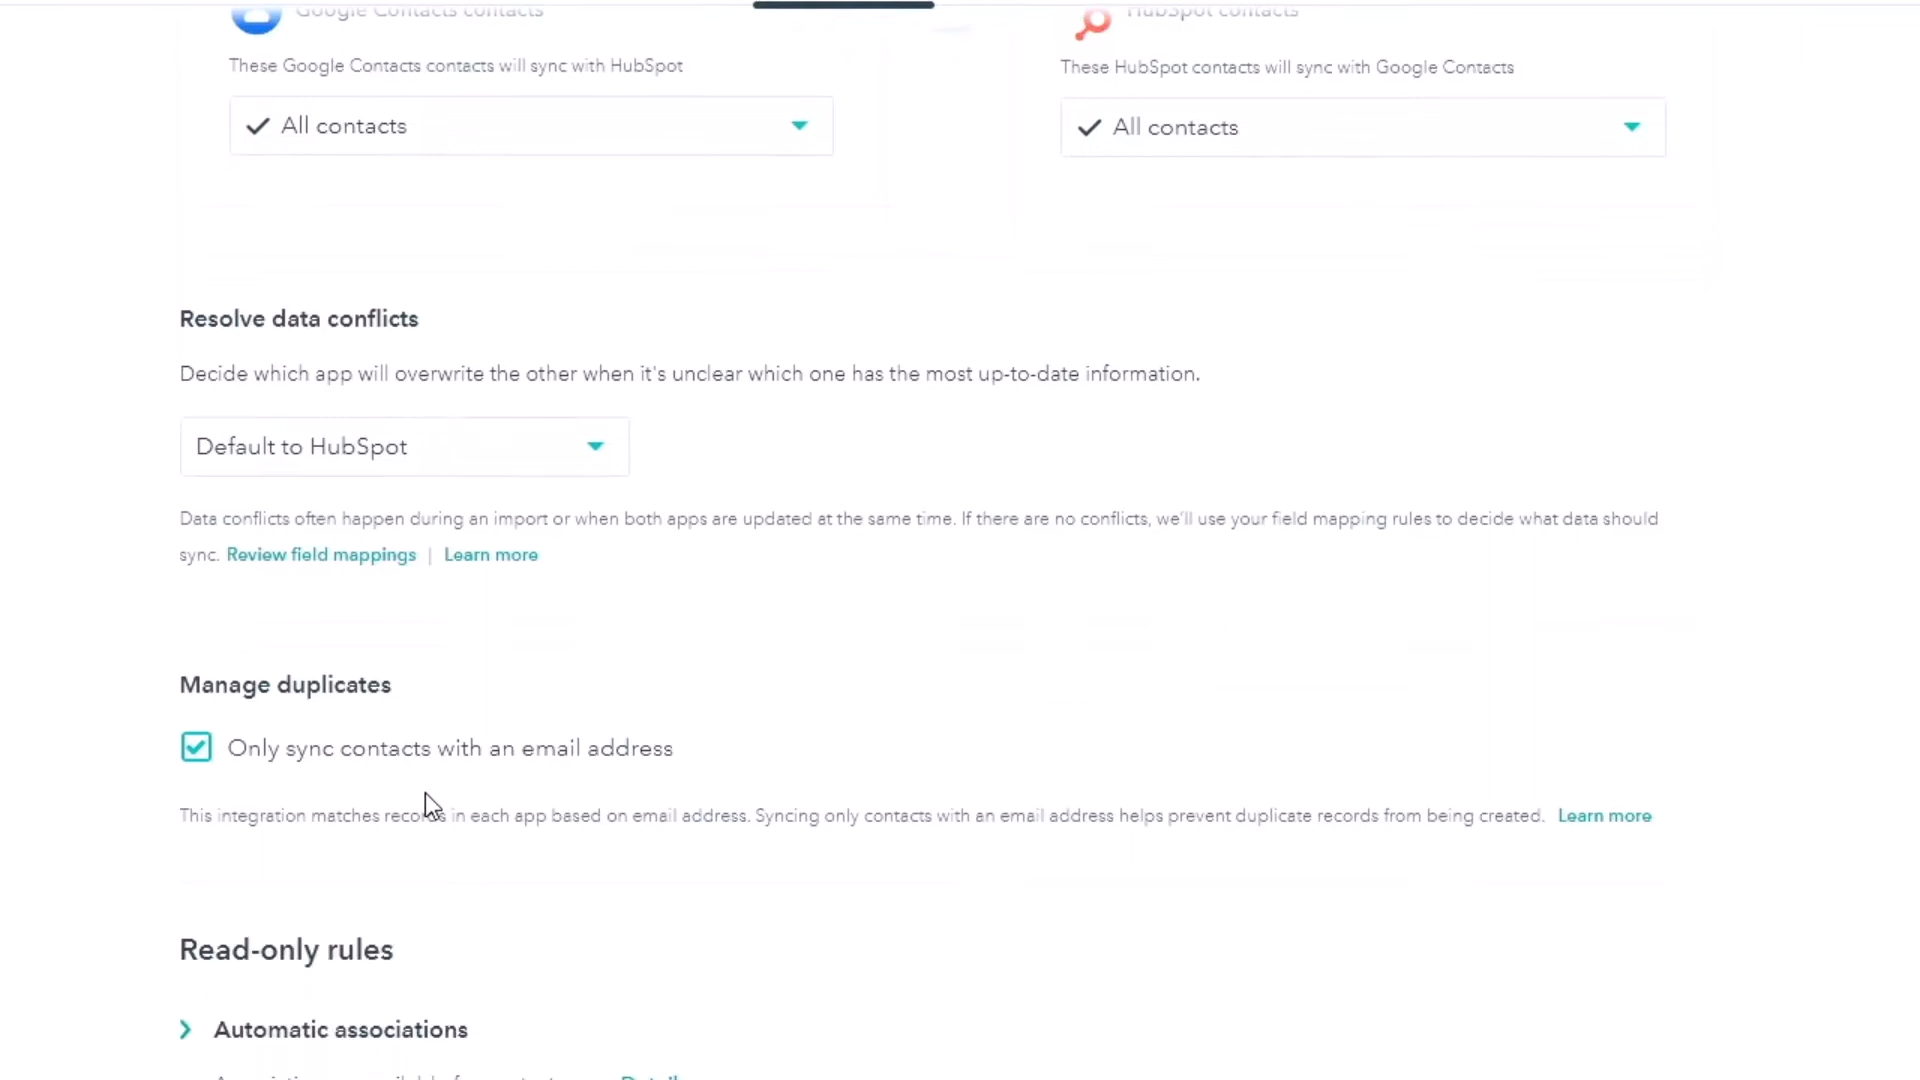 Google Contacts contacts
HubSpot contacts
These Google Contacts contacts will sync with HubSpot
These HubSpot contacts will sync with Google Contacts
All contacts
All contacts
Resolve data conflicts
Decide which app will overwrite the other when it's unclear which one has the most up-to-date information.
Default to HubSpot
Data conflicts often happen during an import or when both apps are updated at the same time. If there are no conflicts, we'll use your field mapping rules to decide what data should
sync. Review field mappings | Learn more
Manage duplicates
Only sync contacts with an email address
This integration matches records in each app based on email address. Syncing only contacts with an email address helps prevent duplicate records from being created. Learn more
Read-only rules
Automatic associations